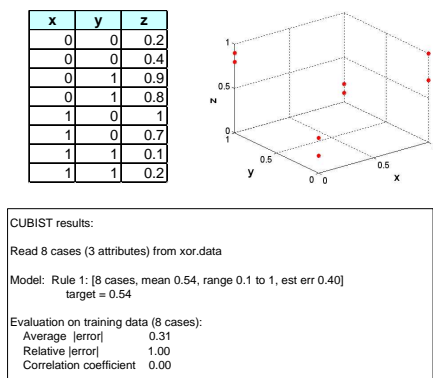 x y z
0 0 0.2
0 0 0.4
0 1 0.9
0 1 0.8
1 0 1
1 0 0.7
1 1 0.1
1 1 0.2
1
0.5
0
z
1
0.5
0
y
0
0.5
1
x
CUBIST results:
Read 8 cases (3 attributes) from xor.data
Model: Rule 1: [8 cases, mean 0.54, range 0.1 to 1, est err 0.40]
target = 0.54
Evaluation on training data (8 cases):
Average |error| 0.31
Relative |error| 1.00
Correlation coefficient 0.00